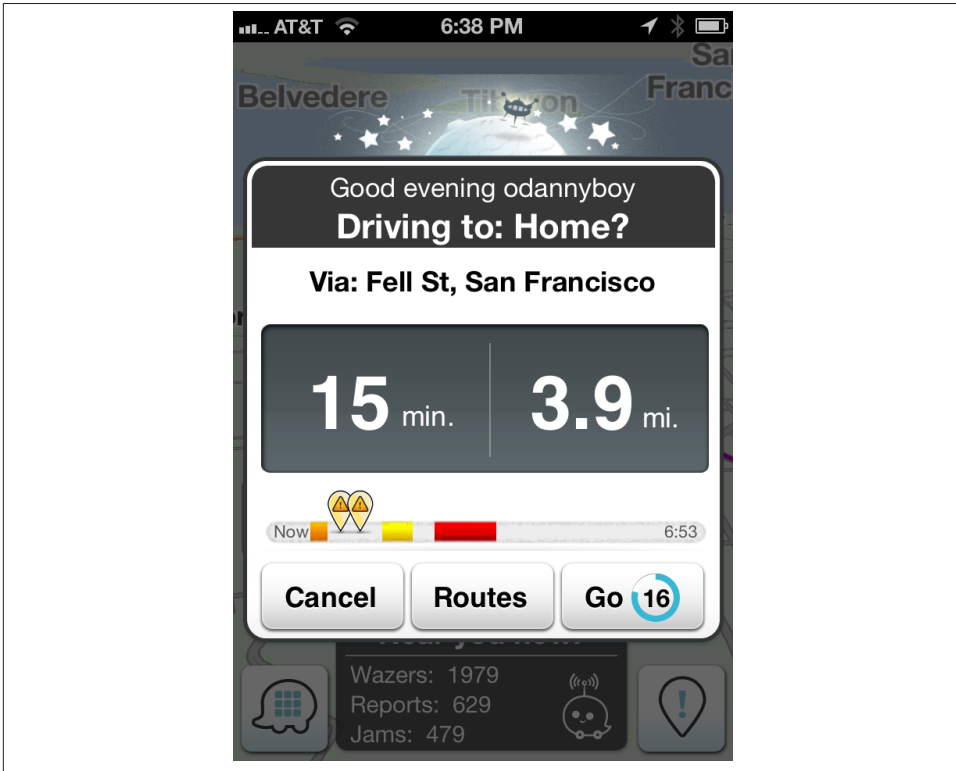 AT&T 6:38 PM
Belvedere
Tiburon
San
Franc
Good evening odannyboy
Driving to: Home?
Via: Fell St, San Francisco
15 min. 3.9 mi.
Now 6:53
Cancel Routes Go 16
Wazers: 1979
Reports: 629
Jams: 479